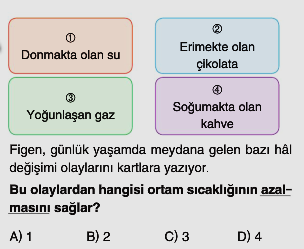 ①
Donmakta olan su
②
Erimekte olan
çikolata
③
Yoğunlaşan gaz
④
Soğumakta olan
kahve
Figen, günlük yaşamda meydana gelen bazı hâl
değişimi olaylarını kartlara yazıyor.
Bu olaylardan hangisi ortam sıcaklığının azal-
masını sağlar?
A) 1 B) 2 C) 3 D) 4